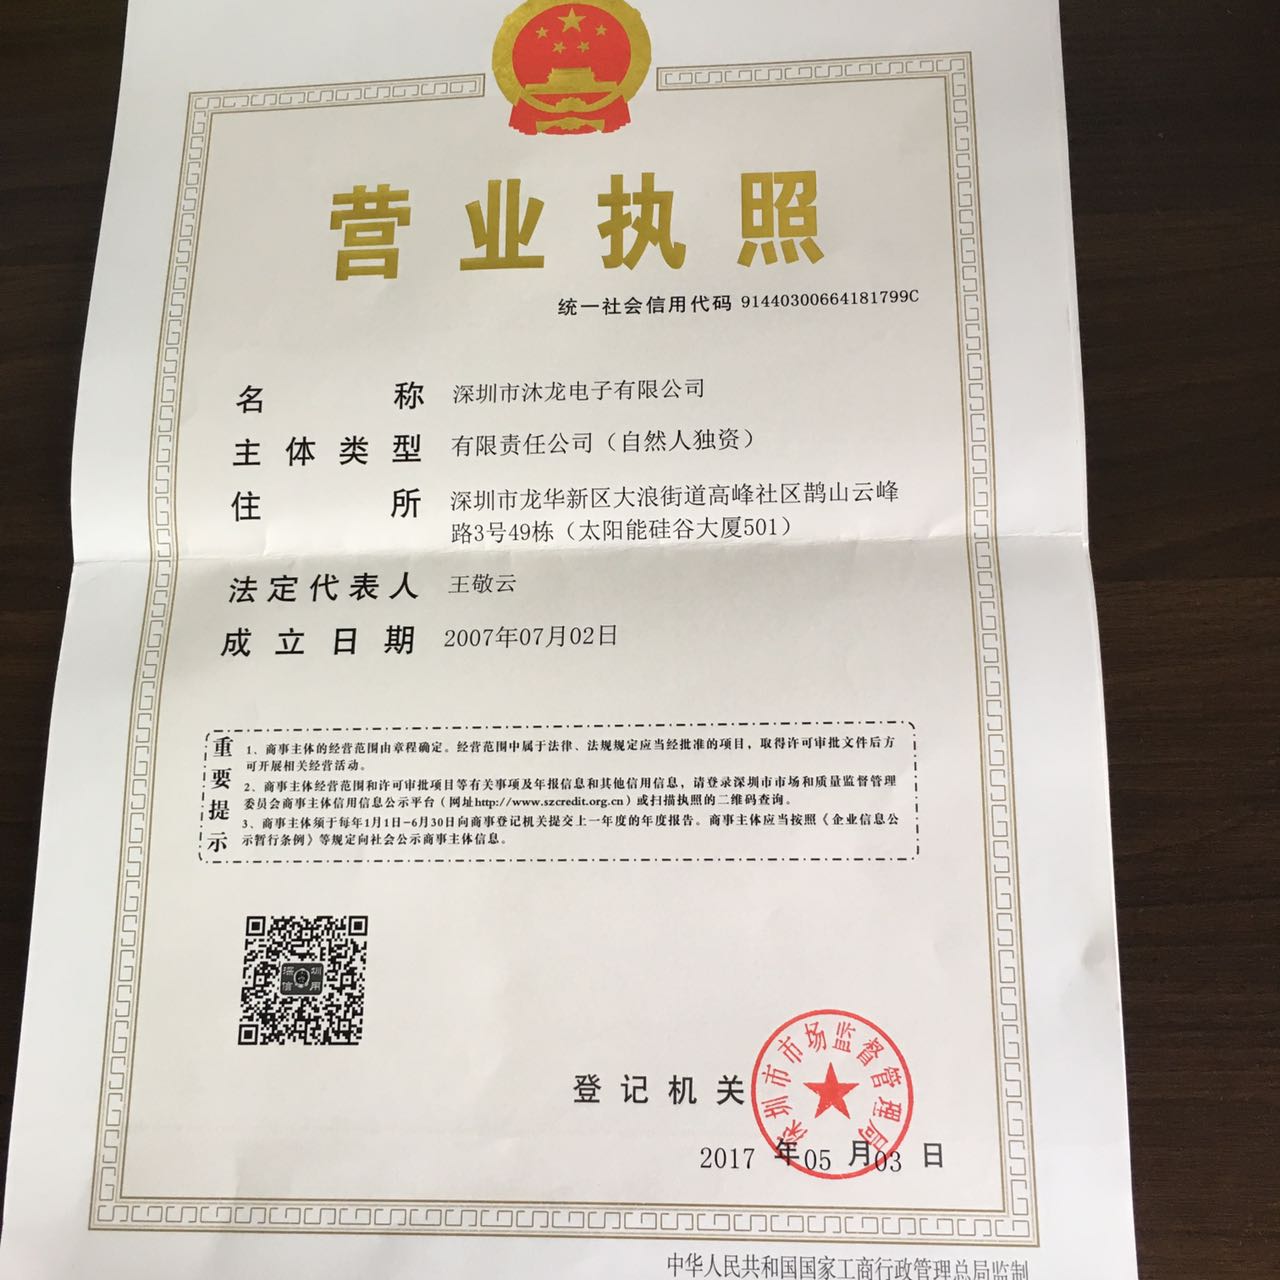 营业执照
统一社会信用代码 91440300664181799C
名称 深圳市沐龙电子有限公司
主体类型 有限责任公司（自然人独资）
住所 深圳市龙华新区大浪街道高峰社区鹊山云峰
路3号49栋（太阳能硅谷大厦501）
法定代表人 王敬云
成立日期 2007年07月02日
重要提示
1、商事主体的经营范围由章程确定。经营范围中属于法律、法规规定应当经批准的项目，取得许可审批文件后方
可开展相关经营活动。
2、商事主体经营范围和许可审批项目等有关事项及年报信息和其他信用信息，请登录深圳市市场和质量监督管理
委员会商事主体信用信息公示平台（网址http://www.szcredit.org.cn）或扫描执照的二维码查询。
3、商事主体须于每年1月1日-6月30日向商事登记机关提交上一年度的年度报告。商事主体应当按照《企业信息公
示暂行条例》等规定向社会公示商事主体信息。
深圳
信用
登记机关
深圳市市场监督管理局
2017年05月03日
中华人民共和国国家工商行政管理总局监制